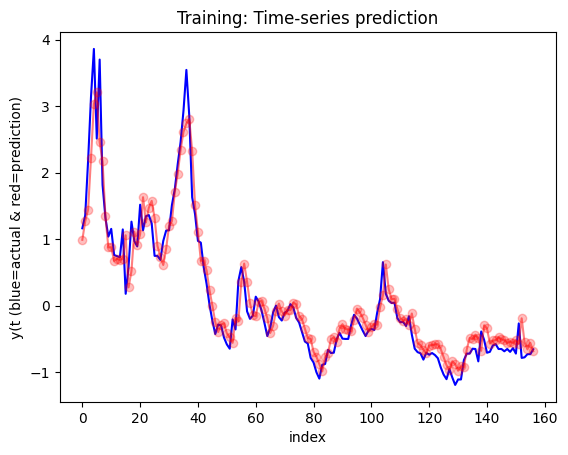 Training: Time-series prediction
y(t (blue=actual & red=prediction)
4
3
2
1
0
−1
0 20 40 60 80 100 120 140 160
index